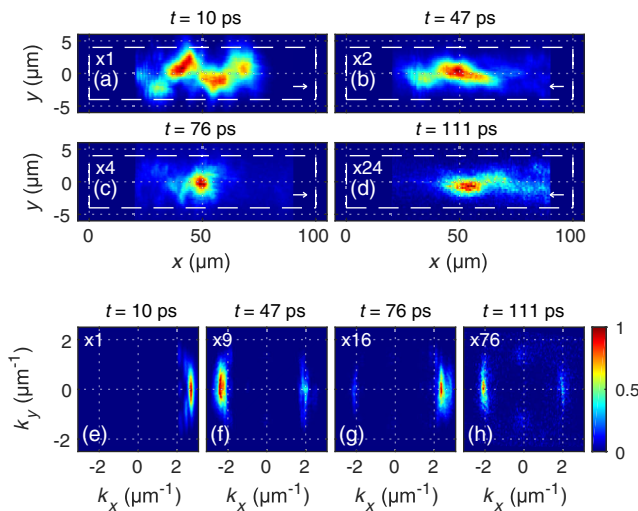 t = 10 ps t = 47 ps
x1 x2
(a) (b)
→ ←
y (µm) 5 0 -5
t = 76 ps t = 111 ps
x4 x24
(c) (d)
→ ←
y (µm) 5 0 -5
0 50 100 0 50 100
x (µm) x (µm)
t = 10 ps t = 47 ps t = 76 ps t = 111 ps
x1 x9 x16 x76
k_y (µm⁻¹) 2 0 -2
(e) (f) (g) (h)
1 0.5 0
-2 0 2 -2 0 2 -2 0 2 -2 0 2
k_x (µm⁻¹) k_x (µm⁻¹) k_x (µm⁻¹) k_x (µm⁻¹)